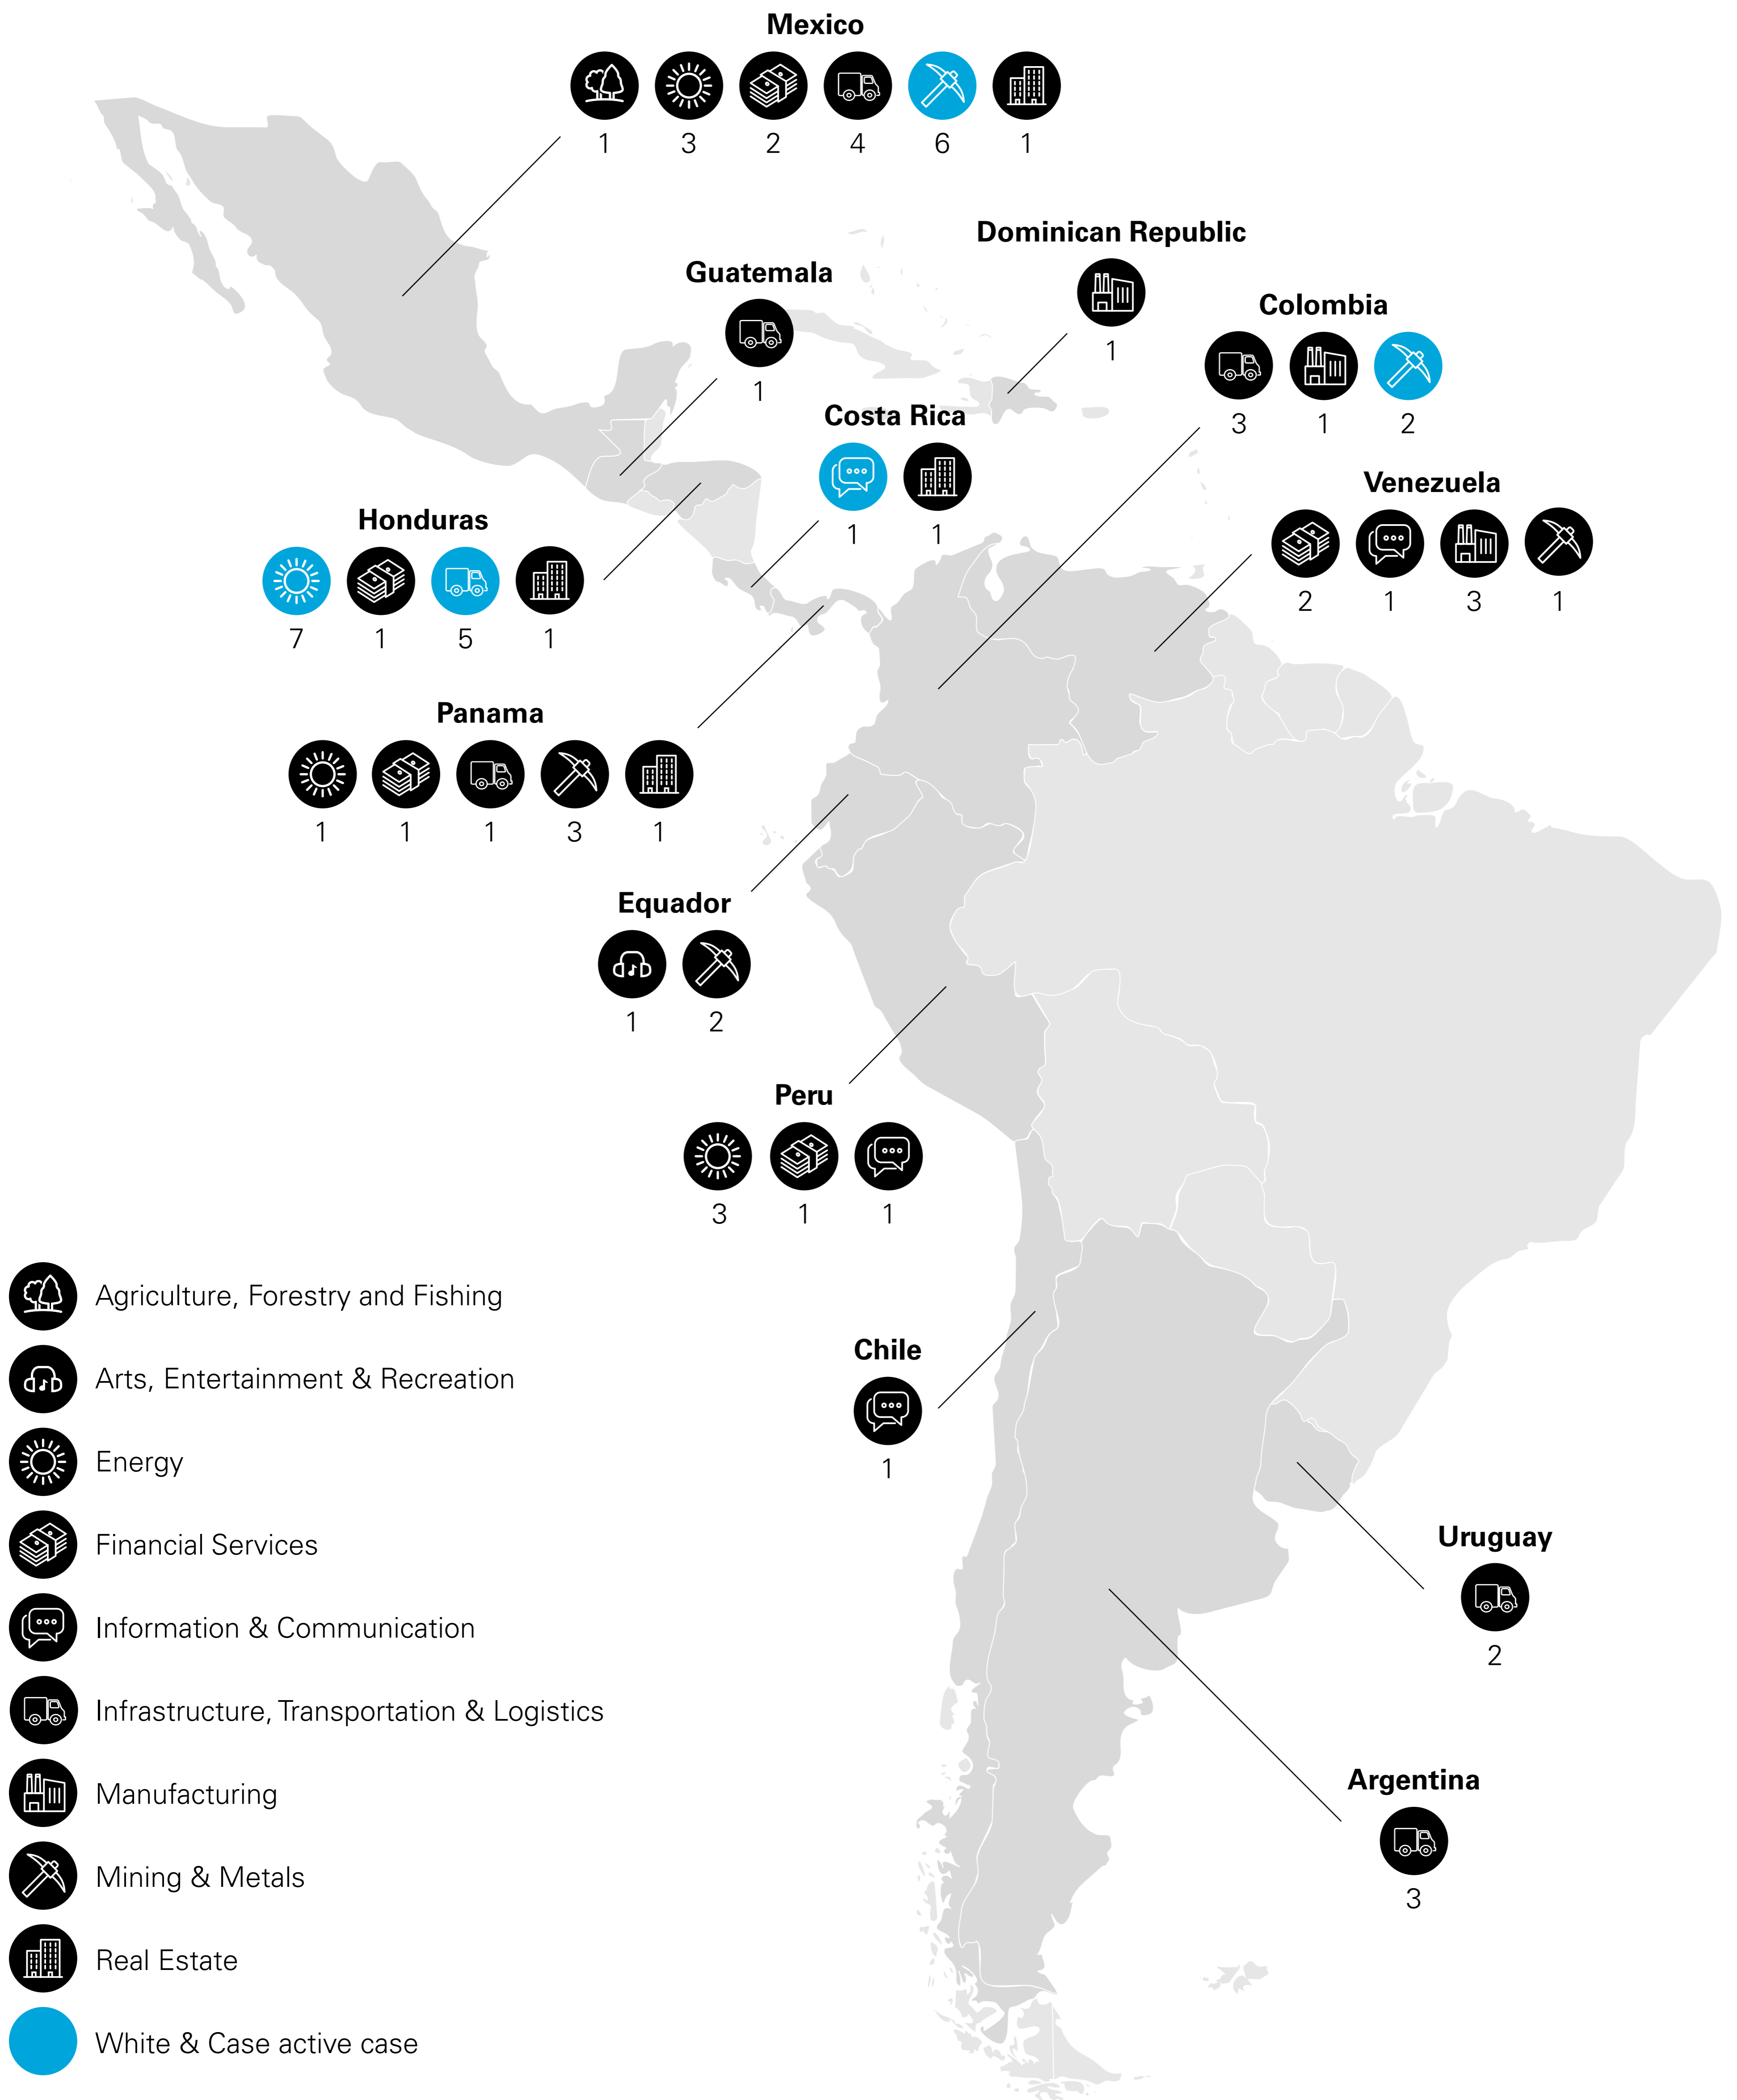 Mexico
1 3 2 4 6 1
Dominican Republic
1
Guatemala
1
Colombia
3 1 2
Costa Rica
1 1
Venezuela
2 1 3 1
Honduras
7 1 5 1
Panama
1 1 1 3 1
Equador
1 2
Peru
3 1 1
Chile
1
Uruguay
2
Argentina
3
Agriculture, Forestry and Fishing
Arts, Entertainment & Recreation
Energy
Financial Services
Information & Communication
Infrastructure, Transportation & Logistics
Manufacturing
Mining & Metals
Real Estate
White & Case active case